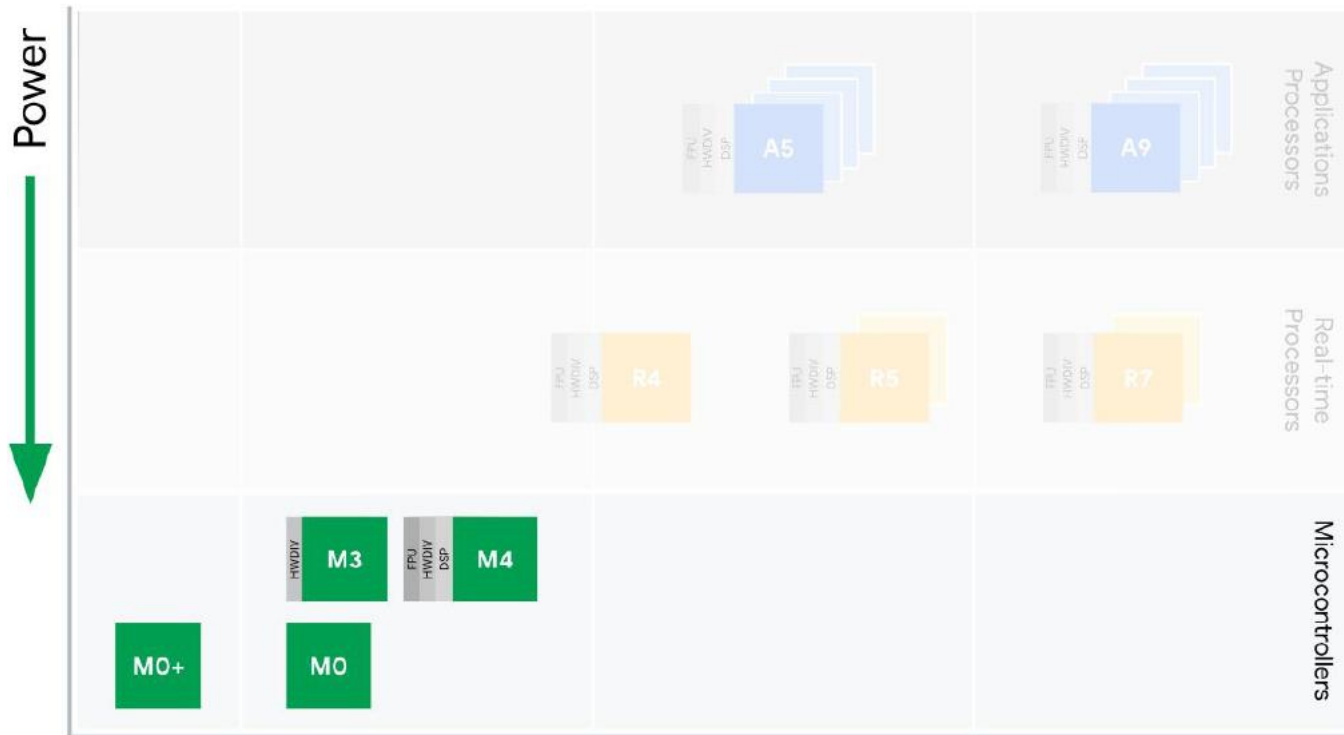 Power
FPU
HWDIV
DSP
A5
FPU
HWDIV
DSP
A9
Applications
Processors
FPU
HWDIV
DSP
R4
FPU
HWDIV
DSP
R5
FPU
HWDIV
DSP
R7
Real-time
Processors
HWDIV
M3
FPU
HWDIV
DSP
M4
M0+
M0
Microcontrollers